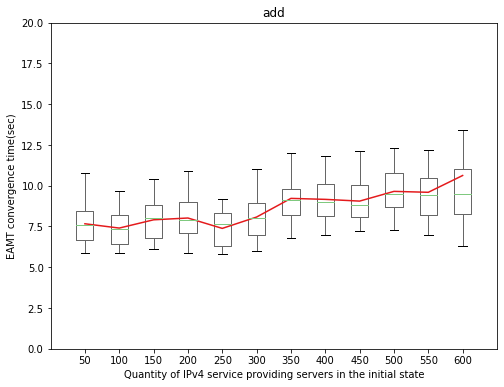 add
20.0
17.5
15.0
12.5
10.0
7.5
5.0
2.5
0.0
EAMT convergence time(sec)
50 100 150 200 250 300 350 400 450 500 550 600
Quantity of IPv4 service providing servers in the initial state